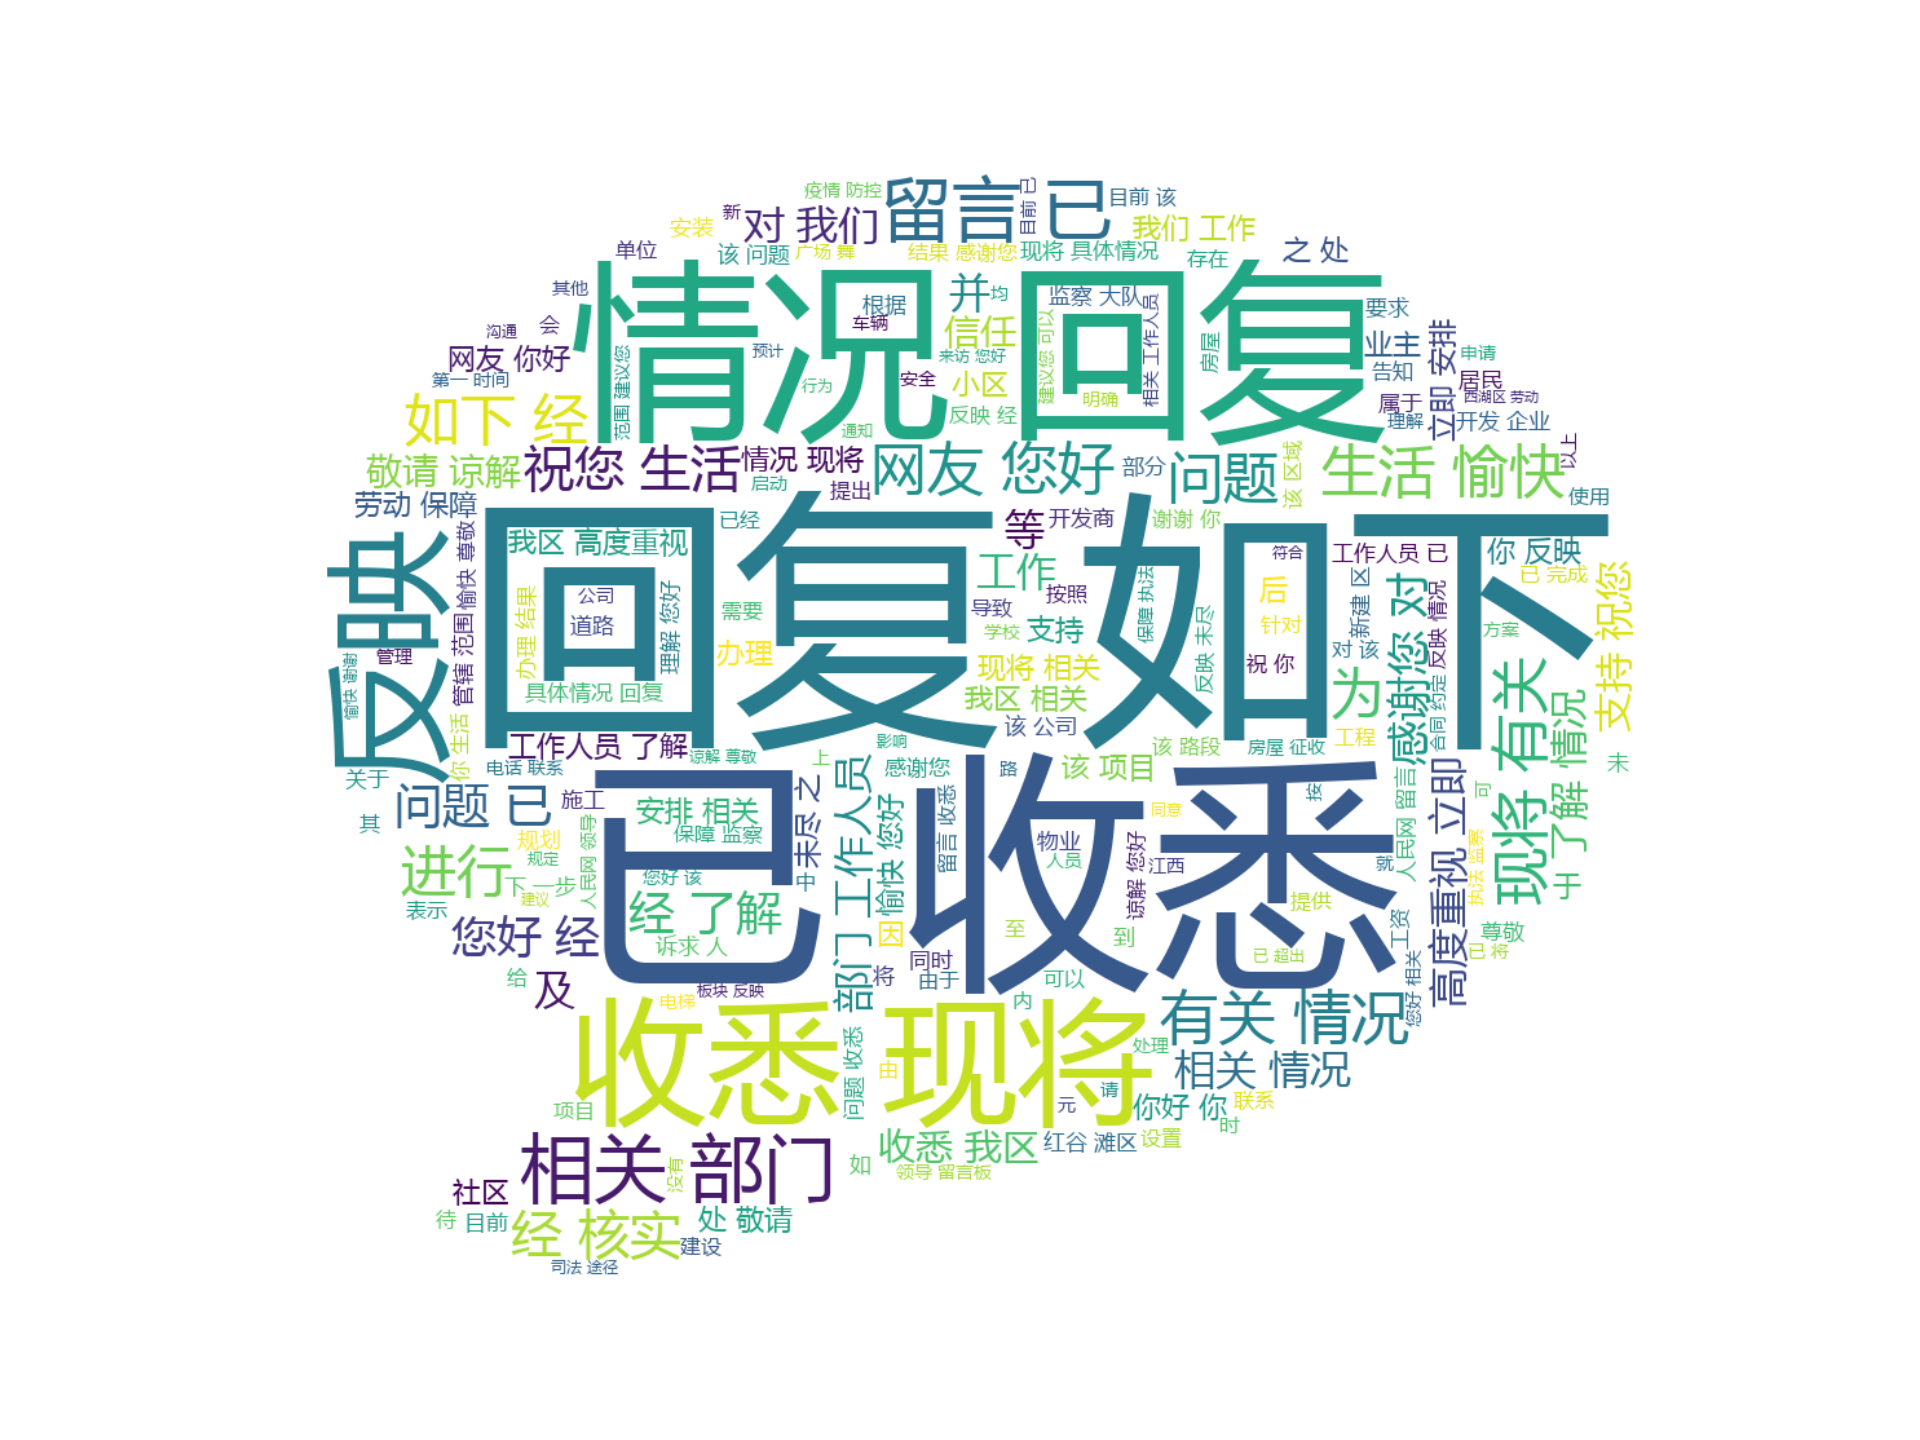 疫情 防控
留言 已
目前 已
目前 该
新
对 我们
安装
我们 工作
单位
该 问题
广场 舞
结果 感谢您
现将 具体情况
存在
之 处
其他
情况 回复
根据
并
均
监察 大队
相关 工作人员
要求
沟通
会
车辆
信任
建议您 可以
房屋
业主
立即 安排
网友 你好
范围 建议您
预计
来访 您好
告知
申请
第一 时间
行为
安全
小区
明确
属于
居民
西湖区 劳动
如下 经
通知
反映 经
理解
开发 企业
以上
敬请 谅解
祝您 生活
情况 现将
网友 您好
部分
问题
该 区域
生活 愉快
启动
提出
使用
劳动 保障
回复 如下
已经
等
开发商
谢谢 你
反映
愉快 尊敬
我区 高度重视
工作
符合
工作人员 已
你 反映
办理 结果
公司
理解 您好
需要
导致
按照
保障 执法
后
新建 区
感谢您 对
反映 情况
已 完成
支持 祝您
道路
学校
支持
针对
方案
管理
管辖 范围
办理
现将 相关
反映 未尽
祝 你
对 该
愉快 谢谢
具体情况 回复
我区 相关
为
现将 有关
你 生活
工作人员 了解
影响
该 公司
该 路段
房屋 征收
工程
合同 约定
了解 情况
关于
电话 联系
谅解 尊敬
上
感谢您
路
该 项目
未
已 收悉
问题 已
施工
安排 相关
未尽 之
部门 工作人员
留言 收悉
同意
按
人民网 留言
高度重视 立即
可
其
规划
人民网 领导
保障 监察
愉快 您好
物业
谅解 您好
江西
就
执法 监察
进行
规定
下 一步
您好 该
中
人员
于
表示
建议
经 了解
因
提供
工资
尊敬
您好 经
诉求 人
同时
至
到
已 超出
已 将
给
及
板块 反映
将
由于
可以
您好 相关
电梯
内
收悉 现将
问题 收悉
处理
有关 情况
由
相关 情况
项目
元
请
你好 你
联系
时
相关 部门
没有
如
收悉 我区
红谷 滩区
设置
领导 留言板
社区
待
目前
经 核实
处 敬请
建设
司法 途径